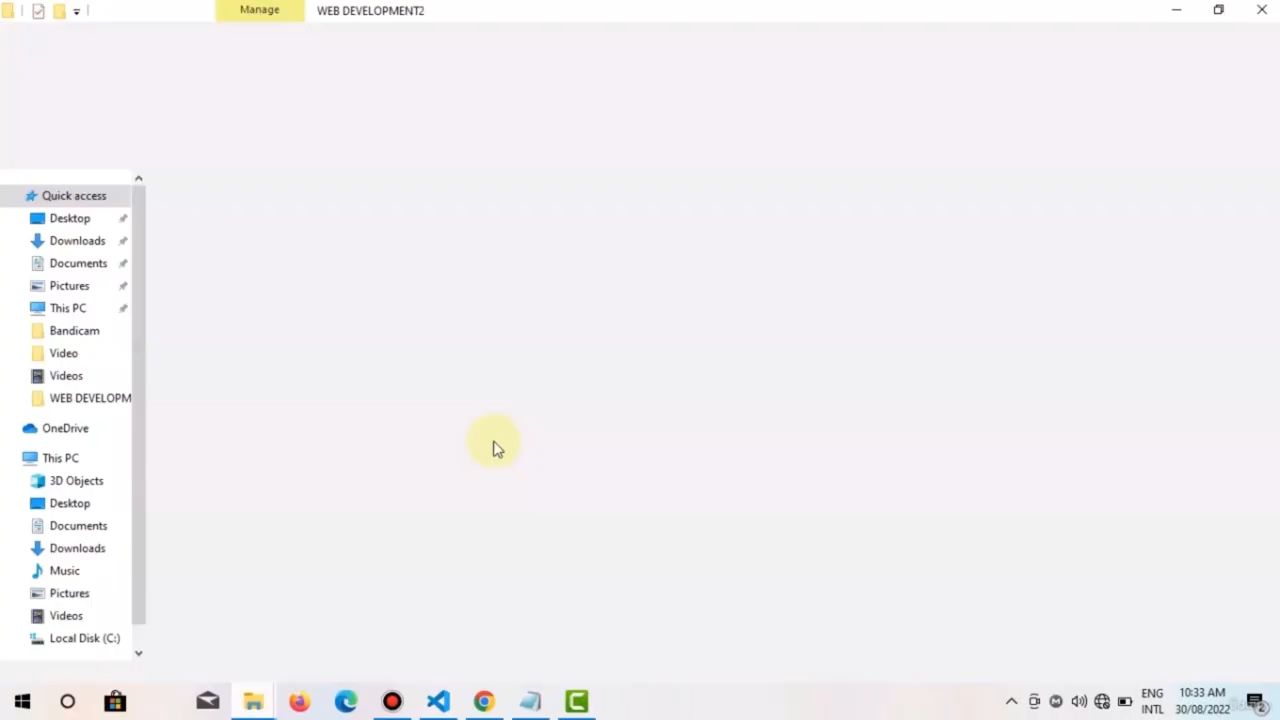 Manage
WEB DEVELOPMENT2
Quick access
Desktop
Downloads
Documents
Pictures
This PC
Bandicam
Video
Videos
WEB DEVELOPM
OneDrive
This PC
3D Objects
Desktop
Documents
Downloads
Music
Pictures
Videos
Local Disk (C:)
ENG
INTL
10:33 AM
30/08/2022
2